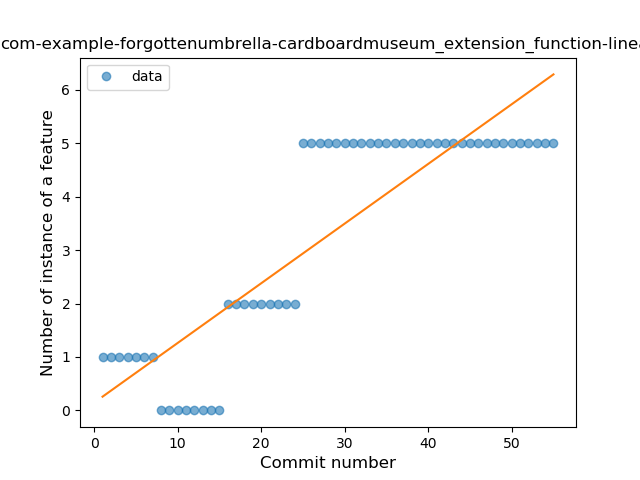 com-example-forgottenumbrella-cardboardmuseum_extension_function-linea
data
Number of instance of a feature
6
5
4
3
2
1
0
0 10 20 30 40 50
Commit number